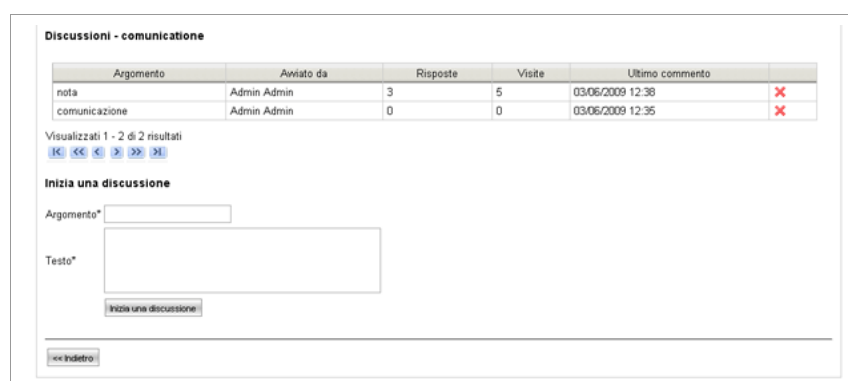 Discussioni - comunicatione
Argomento Avviato da Risposte Visite Ultimo commento
nota Admin Admin 3 5 03/06/2009 12:38
comunicazione Admin Admin 0 0 03/06/2009 12:35
Visualizzati 1 - 2 di 2 risultati
Inizia una discussione
Argomento*
Testo*
Inizia una discussione
<< Indietro